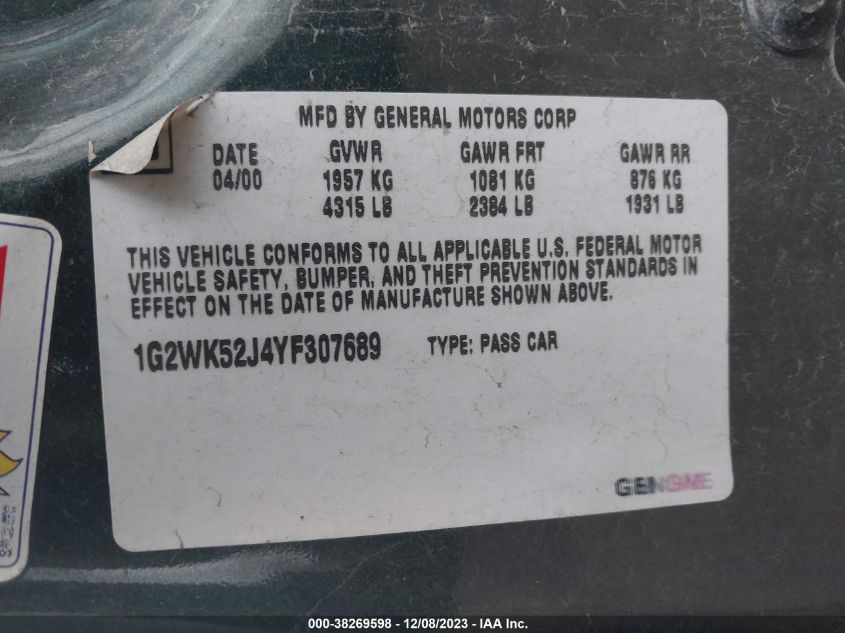 MFD BY GENERAL MOTORS CORP
DATE GVWR GAWR FRT GAWR RR
04/00 1957 KG 1081 KG 876 KG
4315 LB 2384 LB 1931 LB
THIS VEHICLE CONFORMS TO ALL APPLICABLE U.S. FEDERAL MOTOR
VEHICLE SAFETY, BUMPER, AND THEFT PREVENTION STANDARDS IN
EFFECT ON THE DATE OF MANUFACTURE SHOWN ABOVE.
1G2WK52J4YF307689 TYPE: PASS CAR
000-38269598 - 12/08/2023 - IAA Inc.